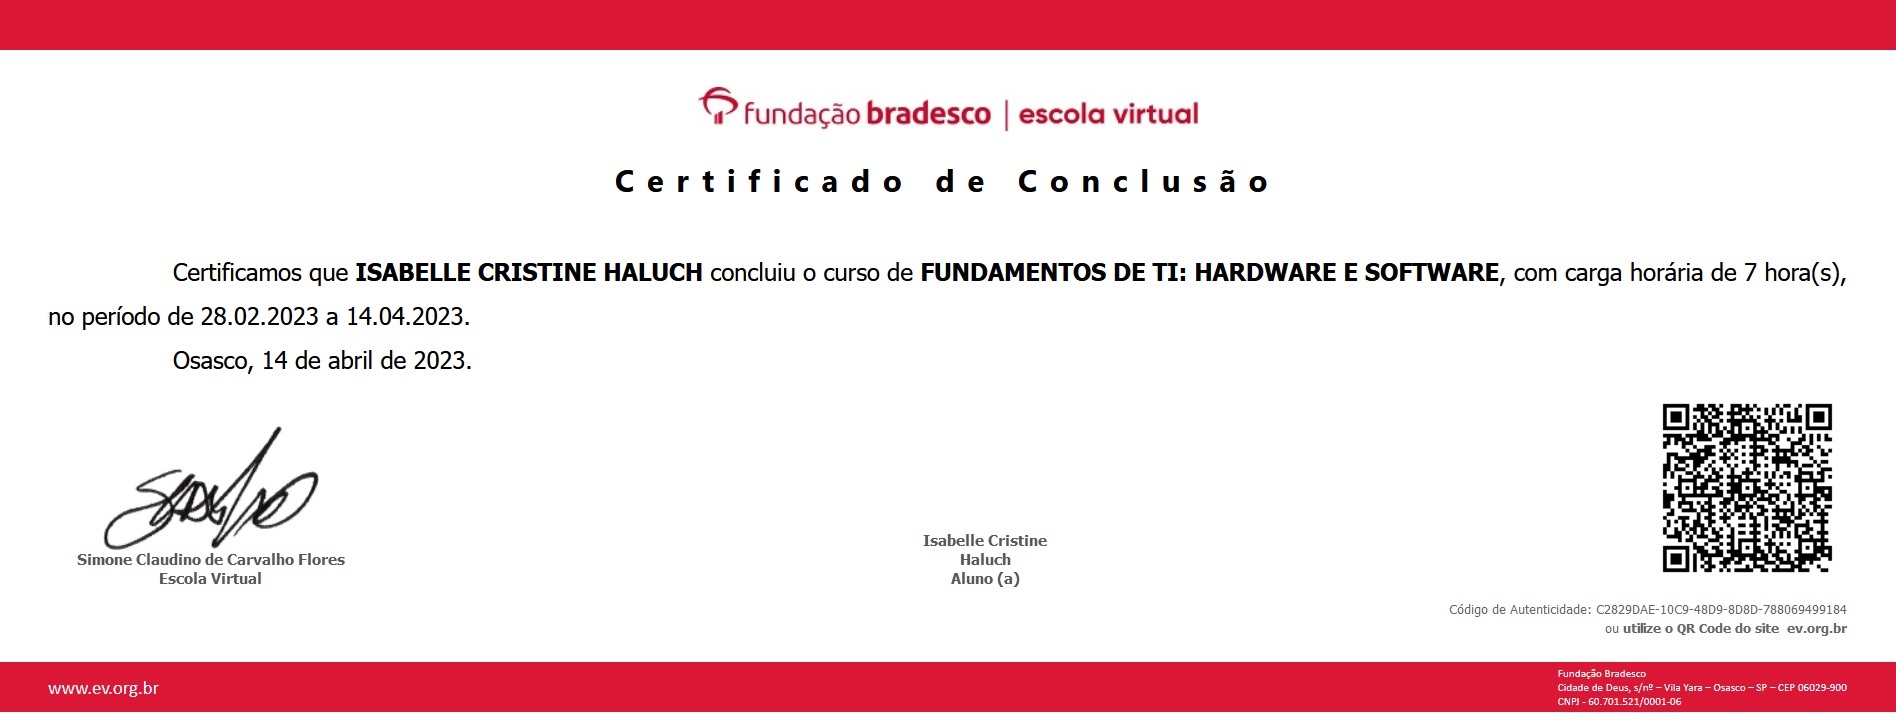 fundação bradesco | escola virtual
Certificado de Conclusão
Certificamos que ISABELLE CRISTINE HALUCH concluiu o curso de FUNDAMENTOS DE TI: HARDWARE E SOFTWARE, com carga horária de 7 hora(s),
no período de 28.02.2023 a 14.04.2023.
Osasco, 14 de abril de 2023.
Simone Claudino de Carvalho Flores
Escola Virtual
Isabelle Cristine
Haluch
Aluno (a)
Código de Autenticidade: C2829DAE-10C9-48D9-8D8D-788069499184
ou utilize o QR Code do site ev.org.br
www.ev.org.br
Fundação Bradesco
Cidade de Deus, s/nº – Vila Yara – Osasco – SP – CEP 06029-900
CNPJ - 60.701.521/0001-06